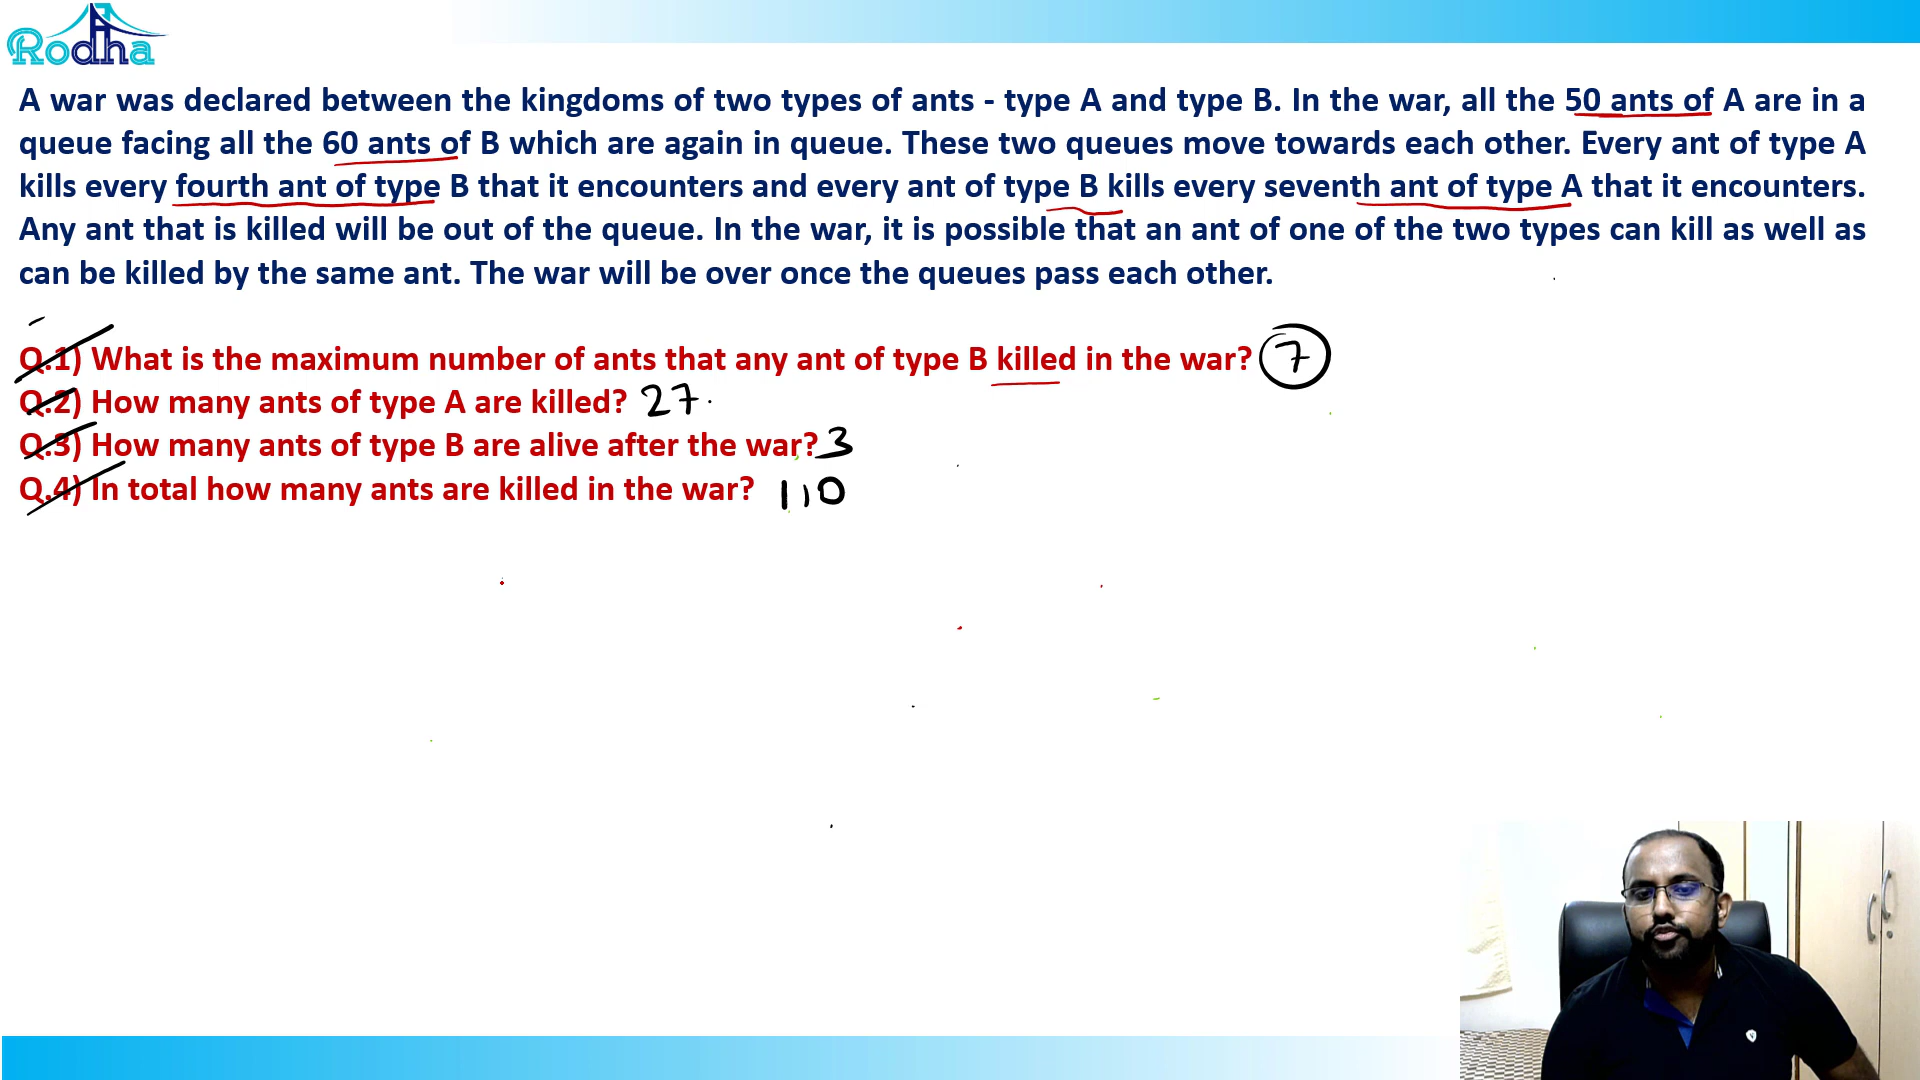 Rodha
A war was declared between the kingdoms of two types of ants - type A and type B. In the war, all the 50 ants of A are in a
queue facing all the 60 ants of B which are again in queue. These two queues move towards each other. Every ant of type A
kills every fourth ant of type B that it encounters and every ant of type B kills every seventh ant of type A that it encounters.
Any ant that is killed will be out of the queue. In the war, it is possible that an ant of one of the two types can kill as well as
can be killed by the same ant. The war will be over once the queues pass each other.
Q.1) What is the maximum number of ants that any ant of type B killed in the war? 7
Q.2) How many ants of type A are killed? 27
Q.3) How many ants of type B are alive after the war? 3
Q.4) In total how many ants are killed in the war? 110